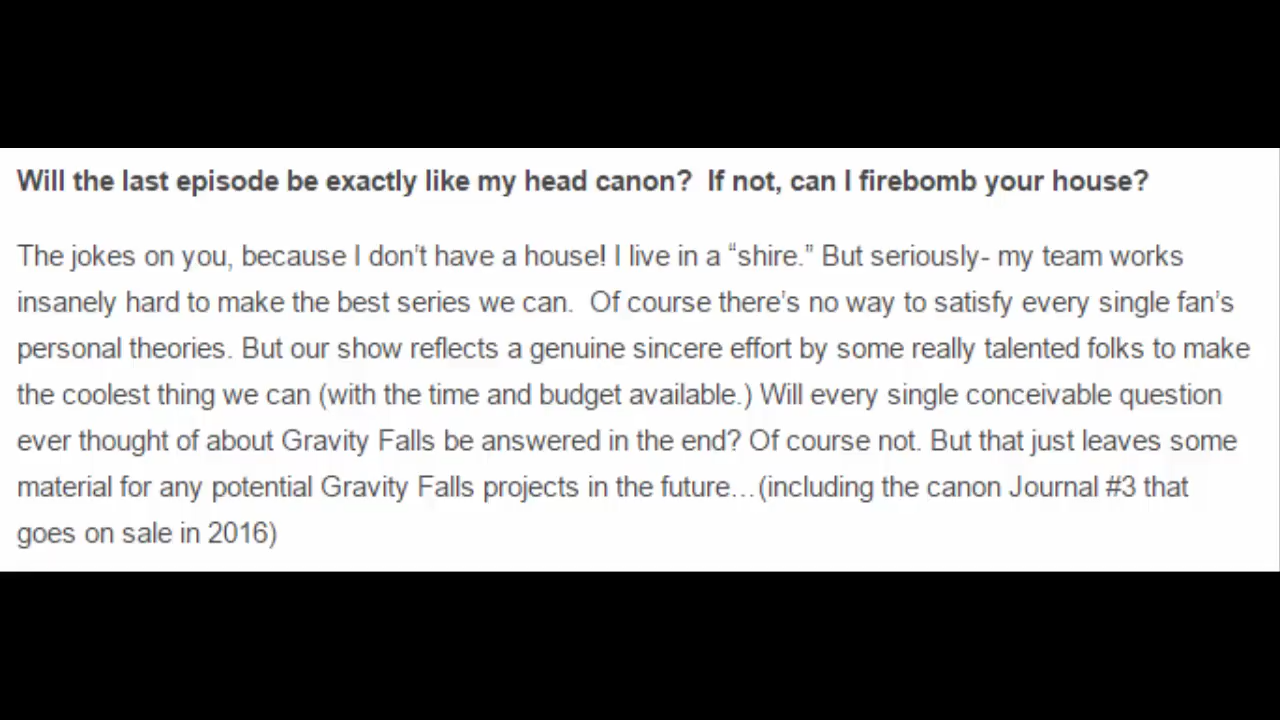 Will the last episode be exactly like my head canon?  If not, can I firebomb your house?
The jokes on you, because I don't have a house! I live in a “shire.” But seriously- my team works
insanely hard to make the best series we can.  Of course there's no way to satisfy every single fan's
personal theories. But our show reflects a genuine sincere effort by some really talented folks to make
the coolest thing we can (with the time and budget available.) Will every single conceivable question
ever thought of about Gravity Falls be answered in the end? Of course not. But that just leaves some
material for any potential Gravity Falls projects in the future…(including the canon Journal #3 that
goes on sale in 2016)